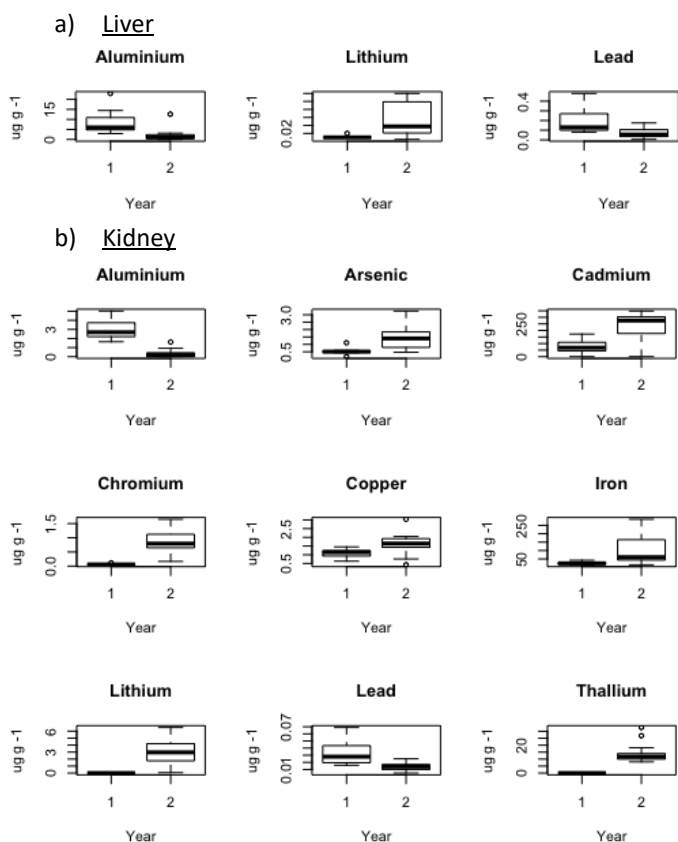 a) Liver
Aluminium Lithium Lead
ug g -1 0 15 ug g -1 0.02 ug g -1 0.0 0.4
1 2 1 2 1 2
Year Year Year
b) Kidney
Aluminium Arsenic Cadmium
ug g -1 0 3 ug g -1 0.5 3.0 ug g -1 0 250
1 2 1 2 1 2
Year Year Year
Chromium Copper Iron
ug g -1 0.0 1.5 ug g -1 0.5 2.5 ug g -1 50 250
1 2 1 2 1 2
Year Year Year
Lithium Lead Thallium
ug g -1 0 3 6 ug g -1 0.01 0.07 ug g -1 0 20
1 2 1 2 1 2
Year Year Year